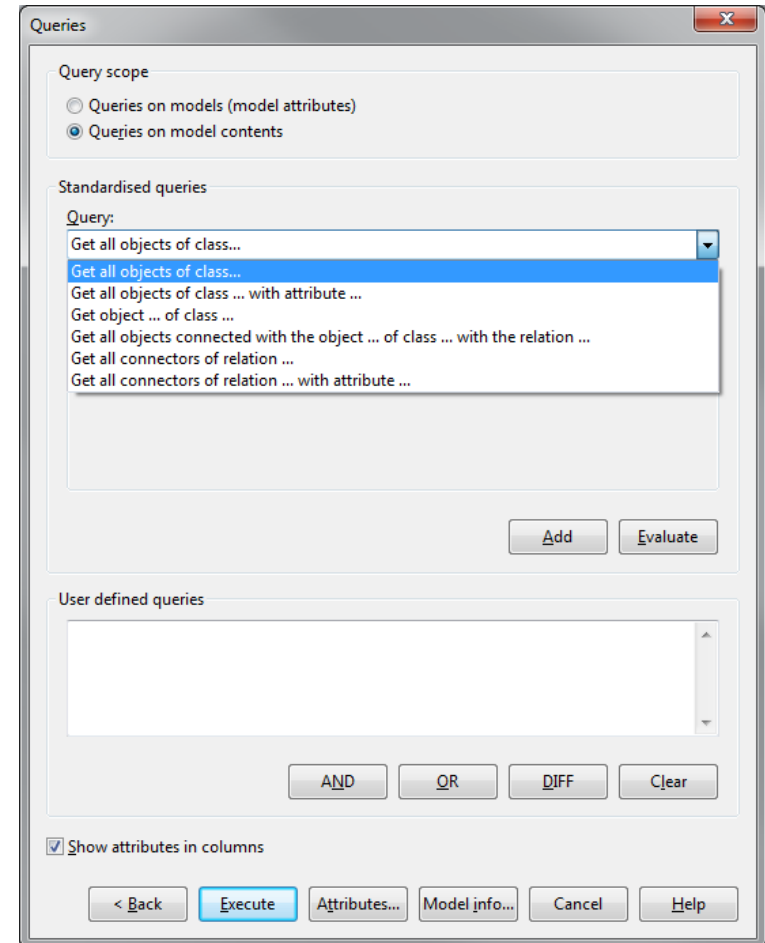 Queries
Query scope
Queries on models (model attributes)
Queries on model contents
Standardised queries
Query:
Get all objects of class...
Get all objects of class...
Get all objects of class ... with attribute ...
Get object ... of class ...
Get all objects connected with the object ... of class ... with the relation ...
Get all connectors of relation ...
Get all connectors of relation ... with attribute ...
Add Evaluate
User defined queries
AND OR DIFF Clear
Show attributes in columns
< Back Execute Attributes... Model info... Cancel Help